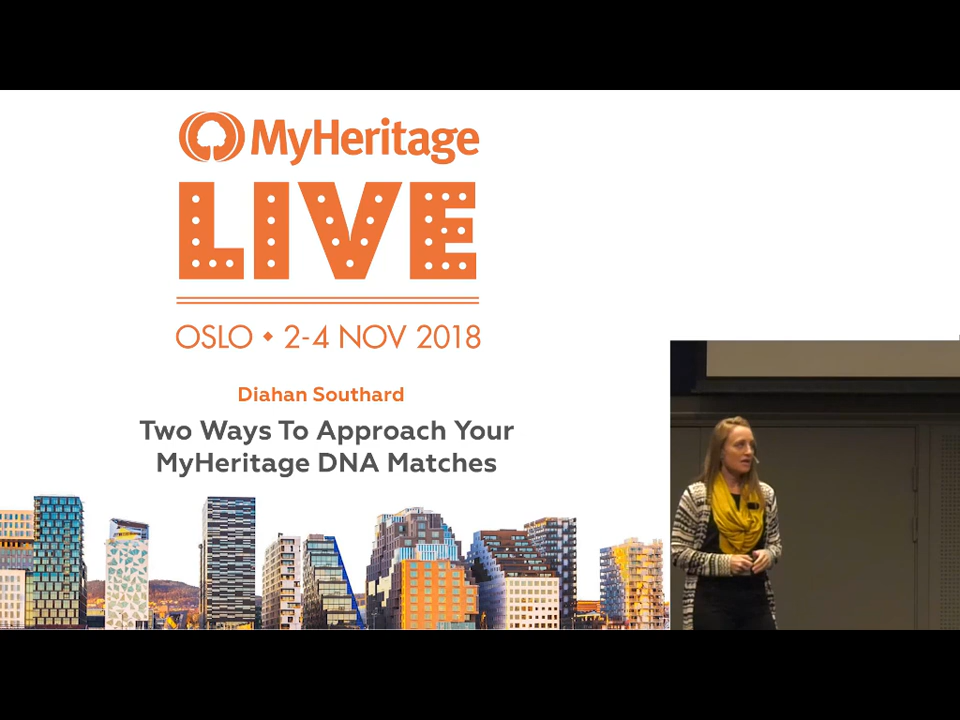 MyHeritage
LIVE
OSLO • 2-4 NOV 2018
Diahan Southard
Two Ways To Approach Your
MyHeritage DNA Matches